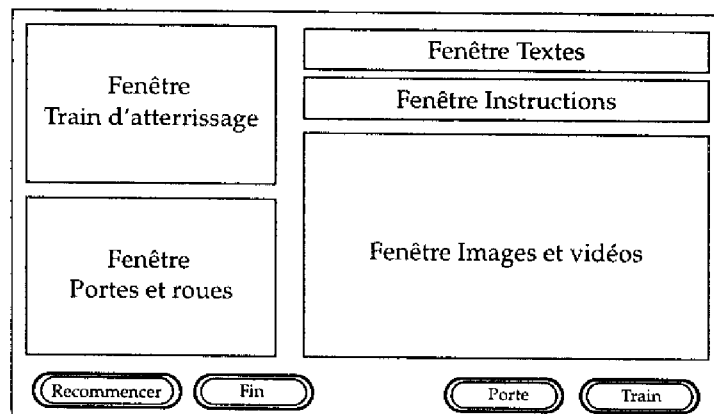 Fenêtre
Train d'atterrissage
Fenêtre Textes
Fenêtre Instructions
Fenêtre
Portes et roues
Fenêtre Images et vidéos
Recommencer
Fin
Porte
Train